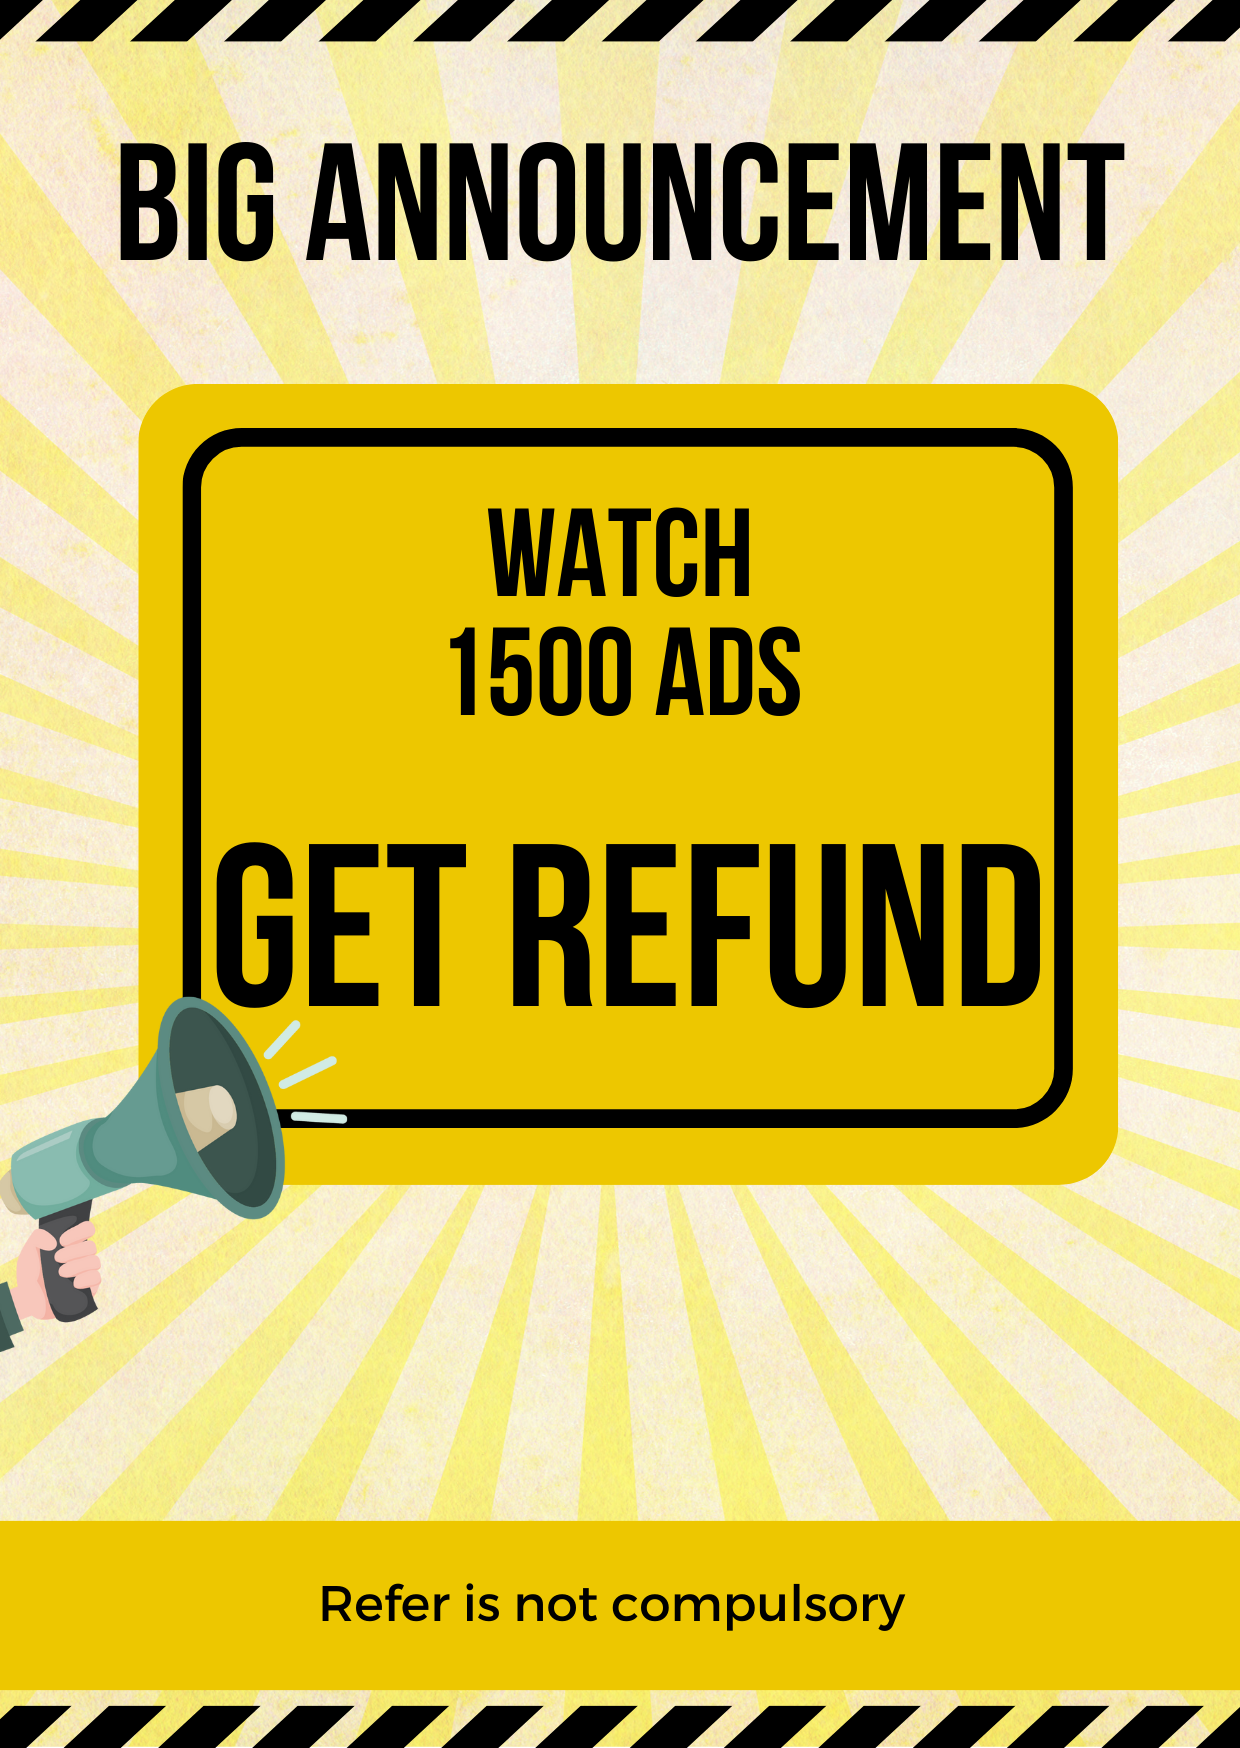 BIG ANNOUNCEMENT
WATCH
1500 ADS
GET REFUND
Refer is not compulsory